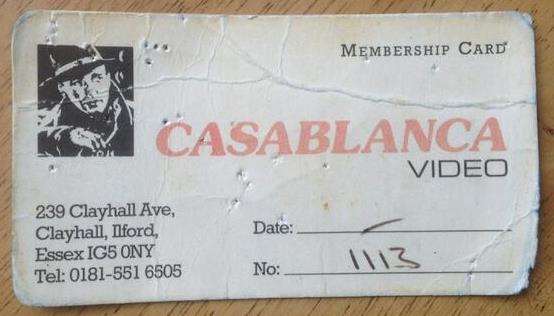 MEMBERSHIP CARD
CASABLANCA
VIDEO
239 Clayhall Ave,
Clayhall, Ilford,
Essex IG5 0NY
Tel: 0181-551 6505
Date:
No: 1113